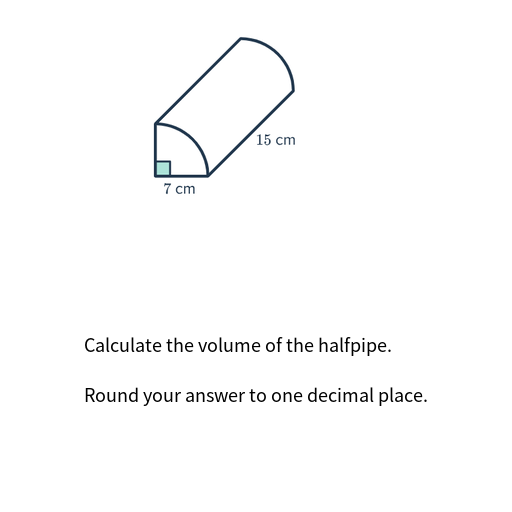 15 cm
7 cm
Calculate the volume of the halfpipe.
Round your answer to one decimal place.